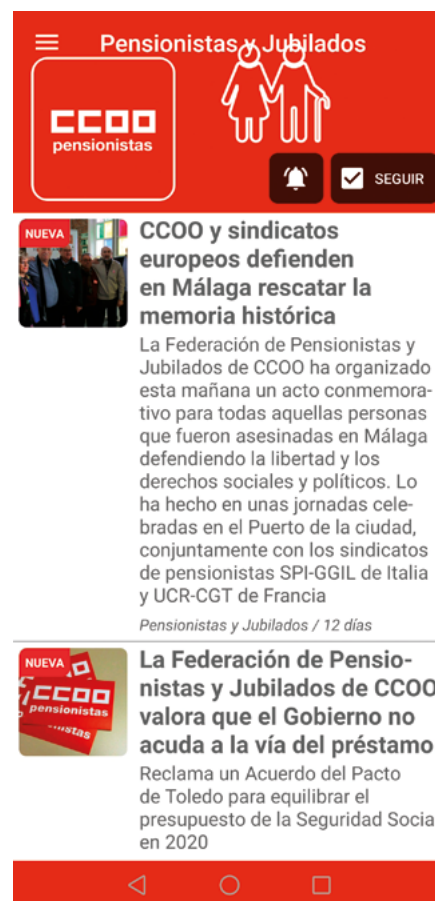 Pensionistas y Jubilados
CCOO
pensionistas
SEGUIR
NUEVA
CCOO y sindicatos
europeos defienden
en Málaga rescatar la
memoria histórica
La Federación de Pensionistas y
Jubilados de CCOO ha organizado
esta mañana un acto conmemora-
tivo para todas aquellas personas
que fueron asesinadas en Málaga
defendiendo la libertad y los
derechos sociales y políticos. Lo
ha hecho en unas jornadas cele-
bradas en el Puerto de la ciudad,
conjuntamente con los sindicatos
de pensionistas SPI-GGIL de Italia
y UCR-CGT de Francia
Pensionistas y Jubilados / 12 días
NUEVA
CCOO
pensionistas
nistas
La Federación de Pensio-
nistas y Jubilados de CCOO
valora que el Gobierno no
acuda a la vía del préstamo
Reclama un Acuerdo del Pacto
de Toledo para equilibrar el
presupuesto de la Seguridad Socia
en 2020